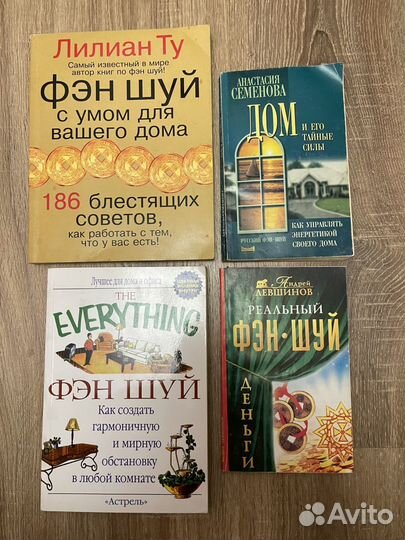 Лилиан Ту
Самый известный в мире
автор книг по фэн шуй!
фэн шуй
с умом для
вашего дома
186 блестящих
советов,
как работать с тем,
что у вас есть!
АНАСТАСИЯ
СЕМЕНОВА
ДОМ
И ЕГО
ТАЙНЫЕ
СИЛЫ
РУССКИЙ ФЭН-ШУЙ
КАК УПРАВЛЯТЬ
ЭНЕРГЕТИКОЙ
СВОЕГО ДОМА
Лучшее для дома и офиса
THE
EVERYTHING
ФЭН ШУЙ
Как создать
гармоничную
и мирную
обстановку
в любой комнате
«Астрель»
Андрей
ЛЕВШИНОВ
РЕАЛЬНЫЙ
ФЭН-ШУЙ
ДЕНЬГИ
Avito